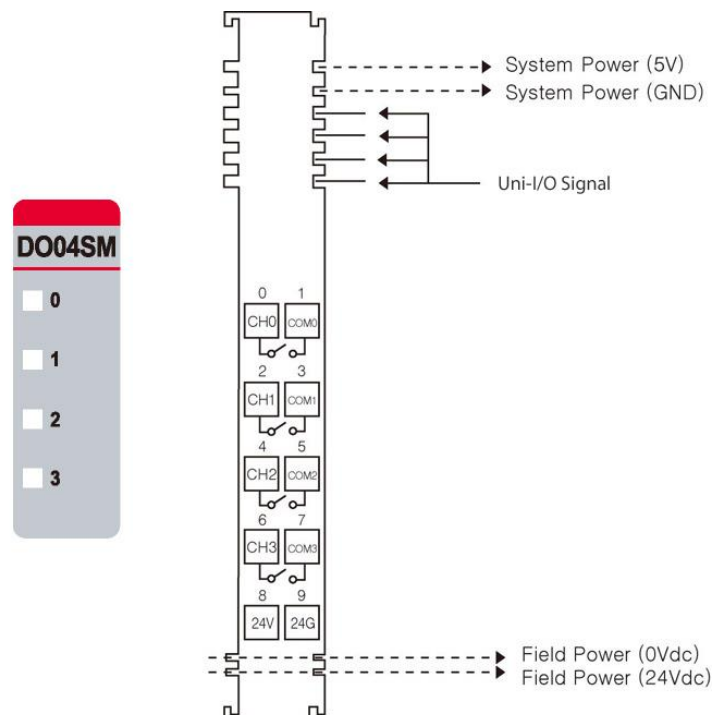 System Power (5V)
System Power (GND)
Uni-I/O Signal
DO04SM
0
1
2
3
0 1
CH0 COM0
2 3
CH1 COM1
4 5
CH2 COM2
6 7
CH3 COM3
8 9
24V 24G
Field Power (0Vdc)
Field Power (24Vdc)